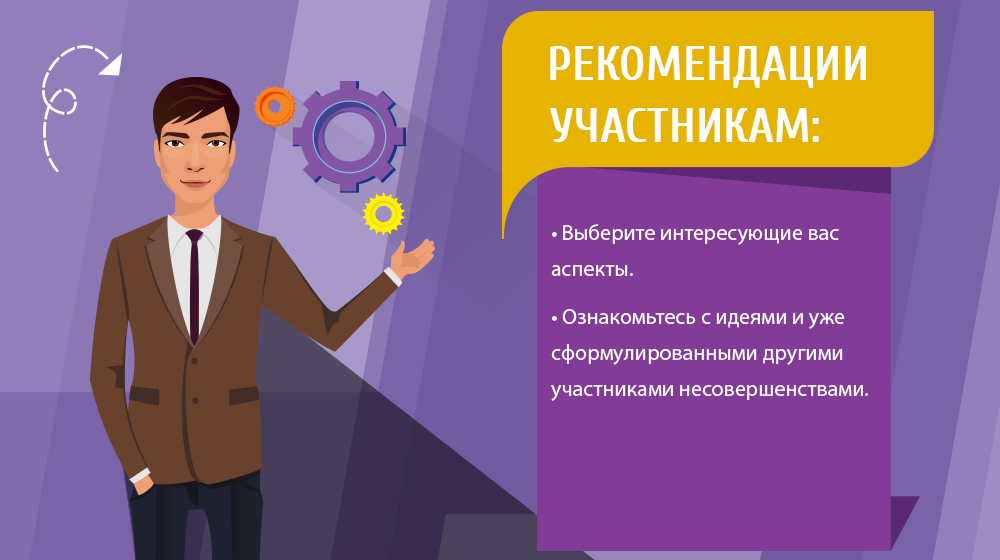 РЕКОМЕНДАЦИИ
УЧАСТНИКАМ:
• Выберите интересующие вас
аспекты.
• Ознакомьтесь с идеями и уже
сформулированными другими
участниками несовершенствами.